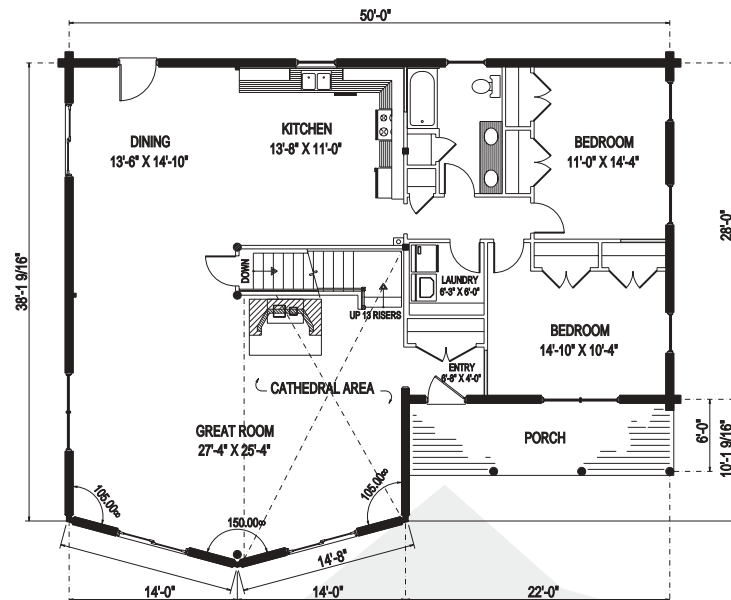 50'-0"
DINING
13'-6" X 14'-10"
KITCHEN
13'-8" X 11'-0"
BEDROOM
11'-0" X 14'-4"
28'-0"
38'-1 9/16"
DOWN
UP 13 RISERS
LAUNDRY
6'-3" X 6'-0"
BEDROOM
14'-10" X 10'-4"
ENTRY
6'-8" X 4'-0"
CATHEDRAL AREA
GREAT ROOM
27'-4" X 25'-4"
PORCH
6'-0"
10'-1 9/16"
105.00∞
150.00∞
105.00∞
14'-8"
14'-0"
14'-0"
22'-0"